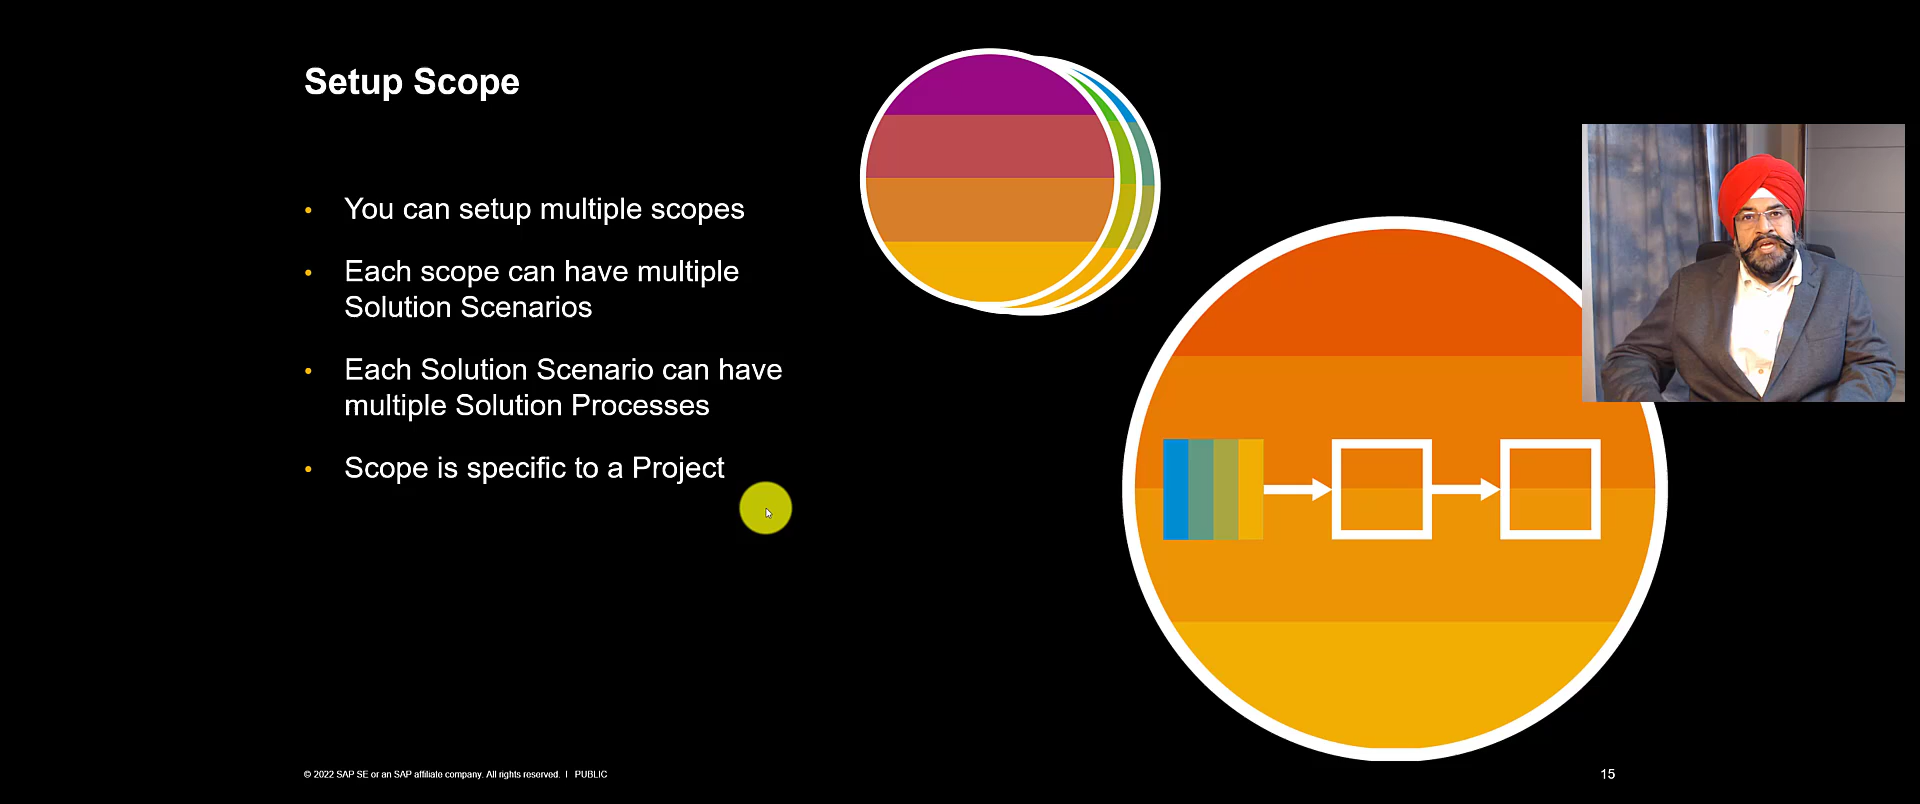 Setup Scope
• You can setup multiple scopes
• Each scope can have multiple
Solution Scenarios
• Each Solution Scenario can have
multiple Solution Processes
• Scope is specific to a Project
© 2022 SAP SE or an SAP affiliate company. All rights reserved. | PUBLIC
15